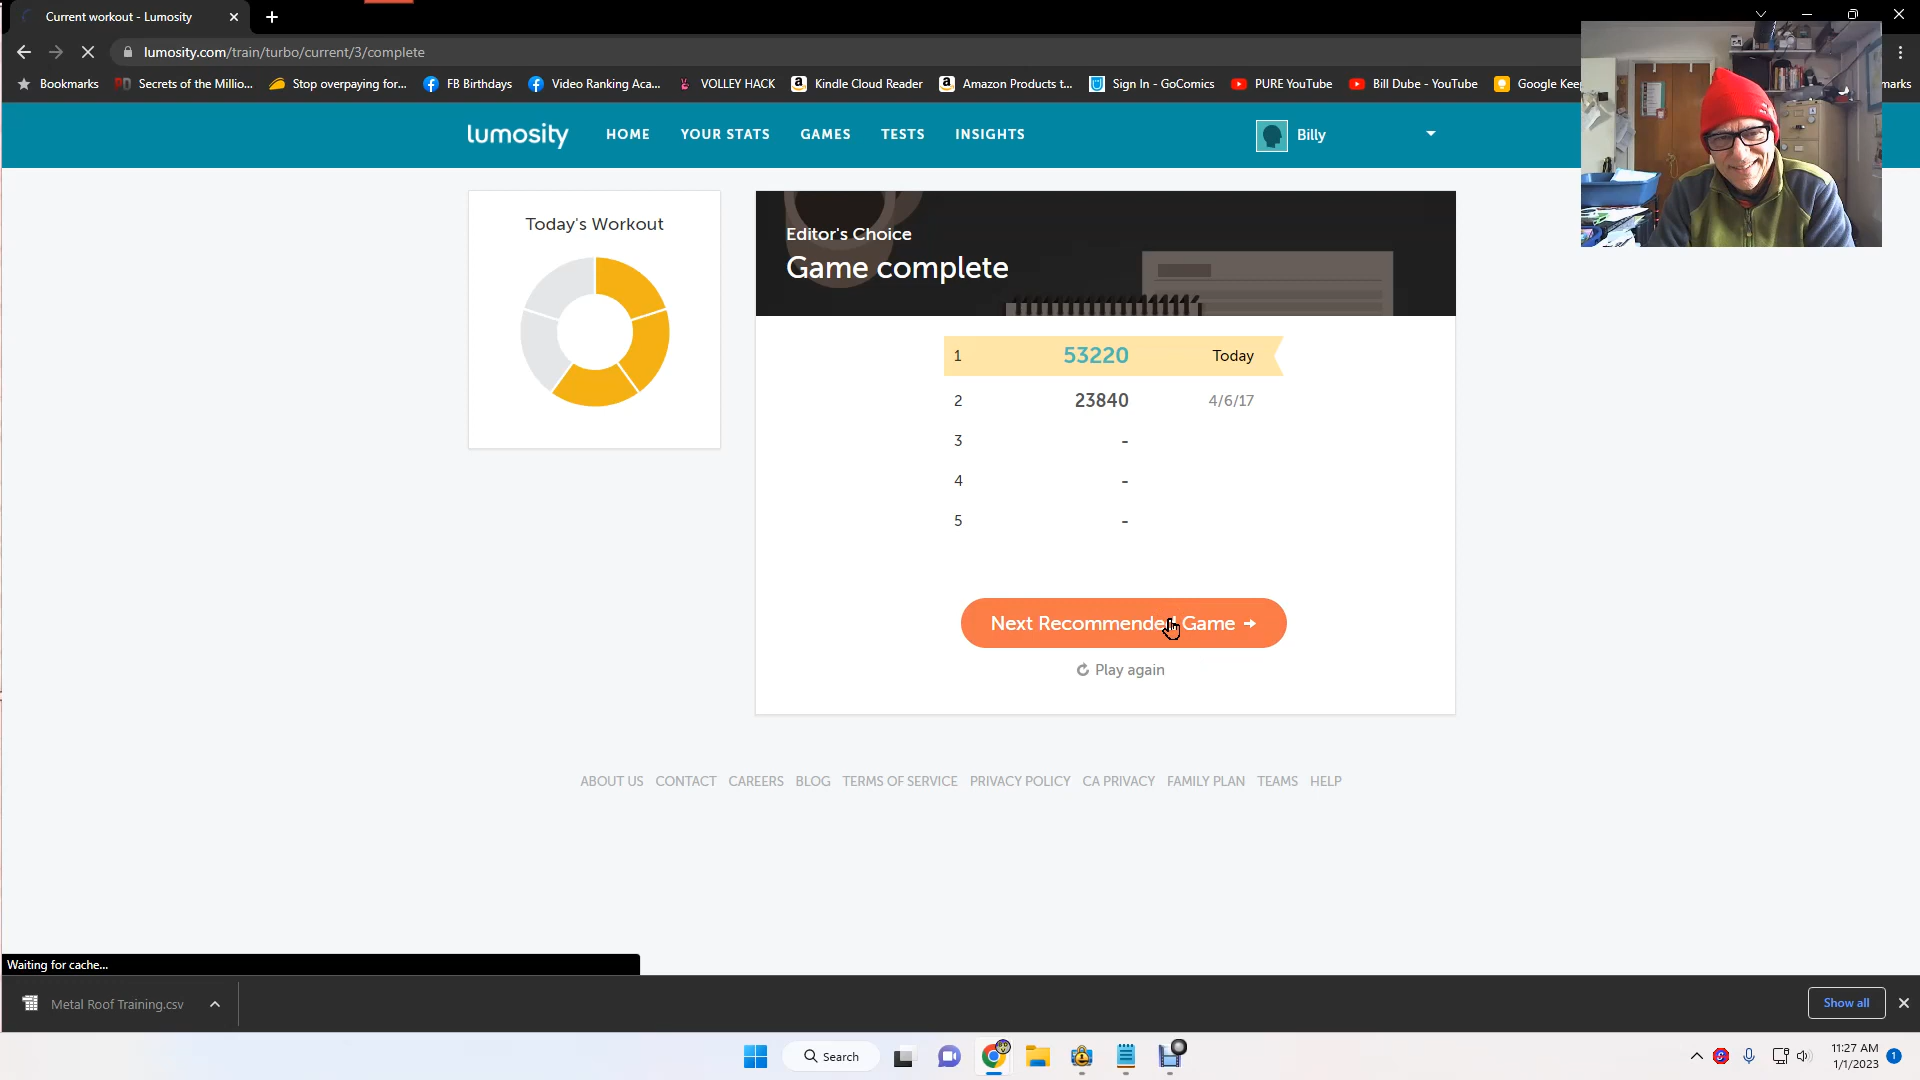 Current workout - Lumosity
lumosity.com/train/turbo/current/3/complete
Bookmarks
Secrets of the Millio...
Stop overpaying for...
FB Birthdays
Video Ranking Aca...
VOLLEY HACK
Kindle Cloud Reader
Amazon Products t...
Sign In - GoComics
PURE YouTube
Bill Dube - YouTube
Google Kee
marks
lumosity HOME YOUR STATS GAMES TESTS INSIGHTS Billy
Today's Workout
Editor's Choice
Game complete
1 53220 Today
2 23840 4/6/17
3 -
4 -
5 -
Next Recommended Game
Play again
ABOUT US CONTACT CAREERS BLOG TERMS OF SERVICE PRIVACY POLICY CA PRIVACY FAMILY PLAN TEAMS HELP
Waiting for cache...
Metal Roof Training.csv
Show all
Search
11:27 AM
1/1/2023
1